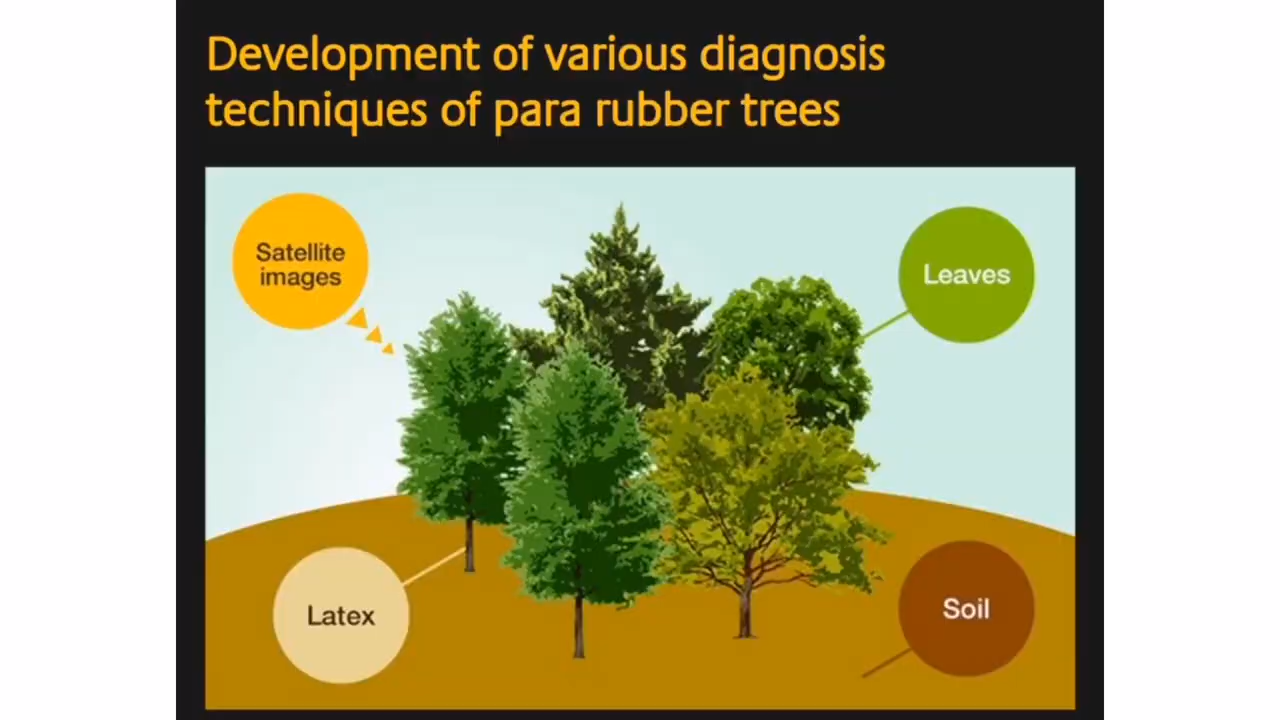 Development of various diagnosis
techniques of para rubber trees
Satellite
images
Leaves
Latex
Soil